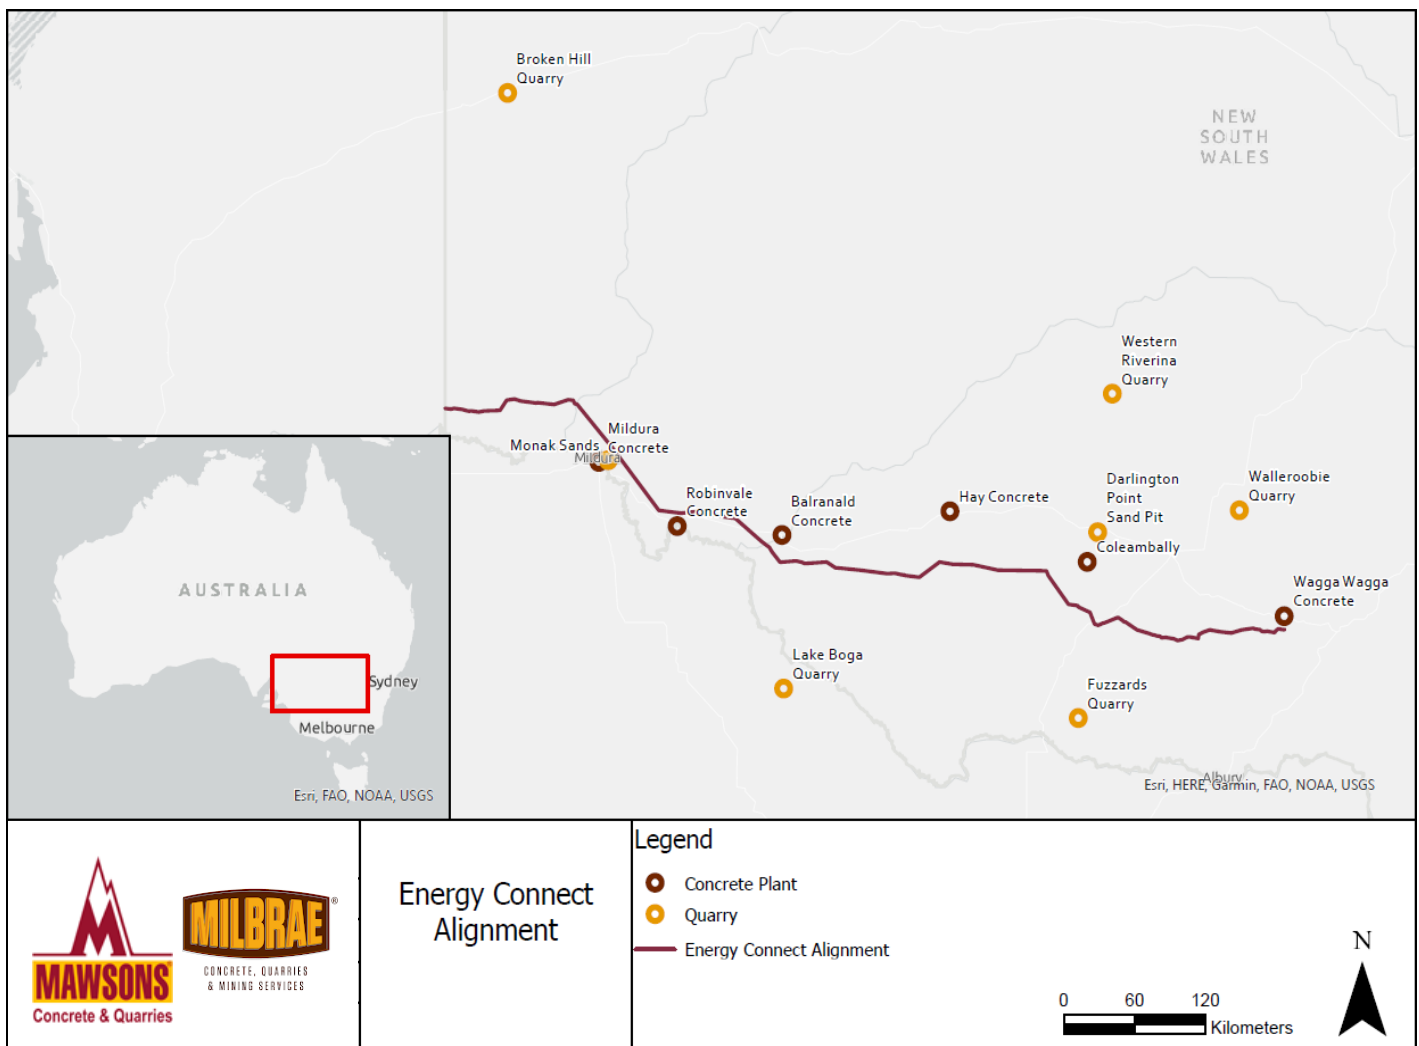 Broken Hill
Quarry
NEW
SOUTH
WALES
Western
Riverina
Quarry
Mildura
Concrete
Monak Sands
Mildura
Robinvale
Concrete
Balranald
Concrete
Hay Concrete
Darlington
Point
Sand Pit
Coleambally
Walleroobie
Quarry
Wagga Wagga
Concrete
Lake Boga
Quarry
Fuzzards
Quarry
Albury
Esri, HERE, Garmin, FAO, NOAA, USGS
AUSTRALIA
Sydney
Melbourne
Esri, FAO, NOAA, USGS
MAWSONS
Concrete & Quarries
MILBRAE®
CONCRETE, QUARRIES
& MINING SERVICES
Energy Connect
Alignment
Legend
Concrete Plant
Quarry
Energy Connect Alignment
0 60 120
Kilometers
N